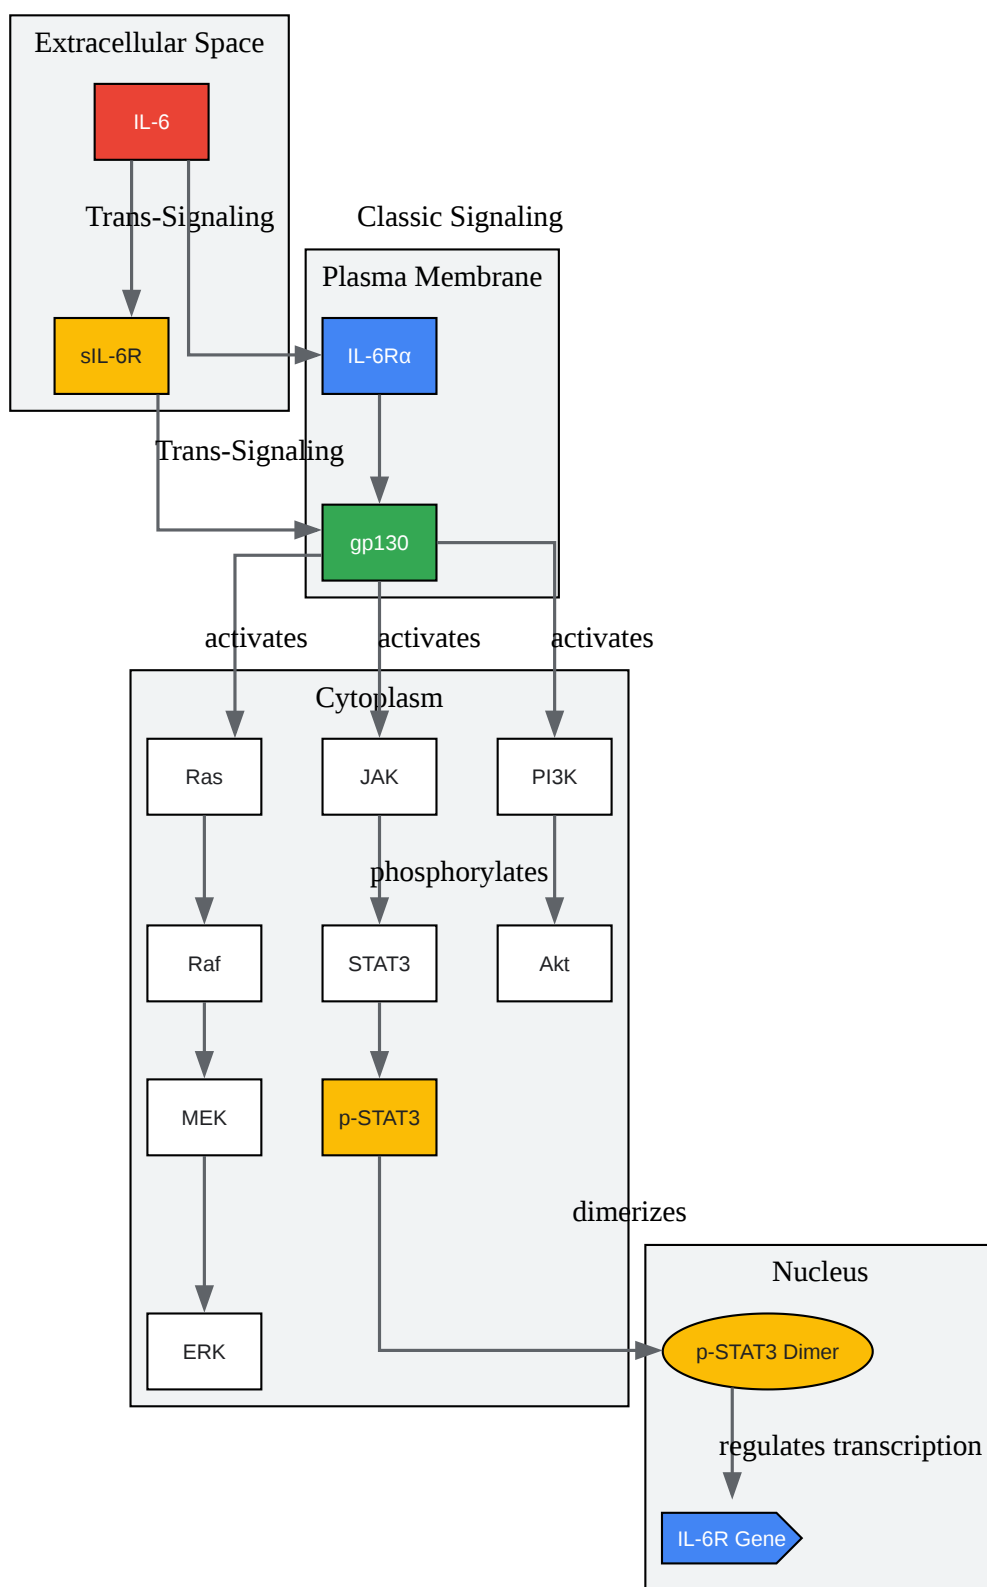 Extracellular Space
IL-6
Trans-Signaling
Classic Signaling
Plasma Membrane
sIL-6R
IL-6Rα
Trans-Signaling
gp130
activates
activates
activates
Cytoplasm
Ras
JAK
PI3K
phosphorylates
Raf
STAT3
Akt
MEK
p-STAT3
dimerizes
Nucleus
ERK
p-STAT3 Dimer
regulates transcription
IL-6R Gene